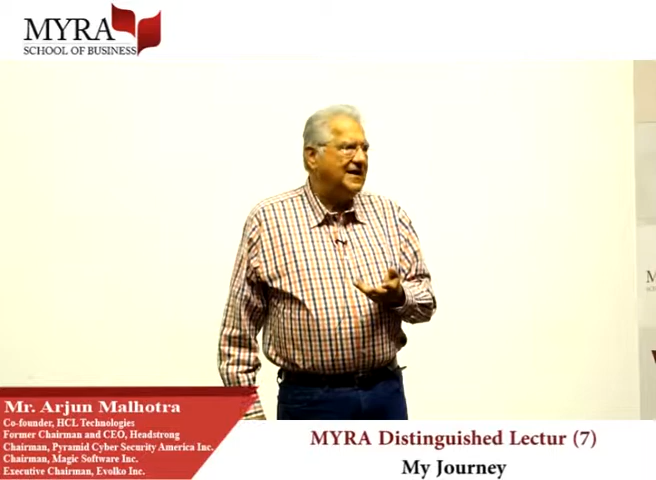 MYRA
SCHOOL OF BUSINESS
Mr. Arjun Malhotra
Co-founder, HCL Technologies
Former Chairman and CEO, Headstrong
Chairman, Pyramid Cyber Security America Inc.
Chairman, Magic Software Inc.
Executive Chairman, Evolko Inc.
MYRA Distinguished Lectur (7)
My Journey